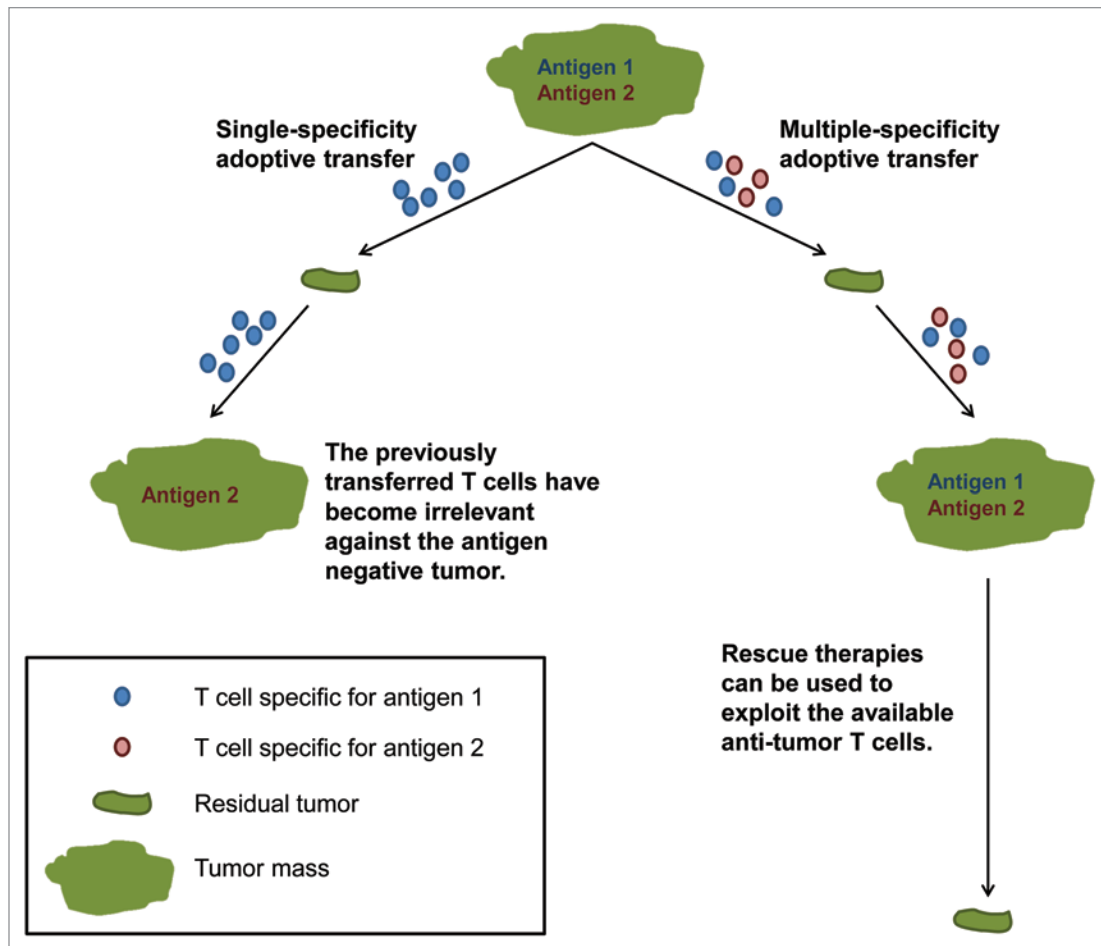 Antigen 1
Antigen 2
Single-specificity
adoptive transfer
Multiple-specificity
adoptive transfer
Antigen 2
The previously
transferred T cells have
become irrelevant
against the antigen
negative tumor.
Antigen 1
Antigen 2
Rescue therapies
can be used to
exploit the available
anti-tumor T cells.
T cell specific for antigen 1
T cell specific for antigen 2
Residual tumor
Tumor mass